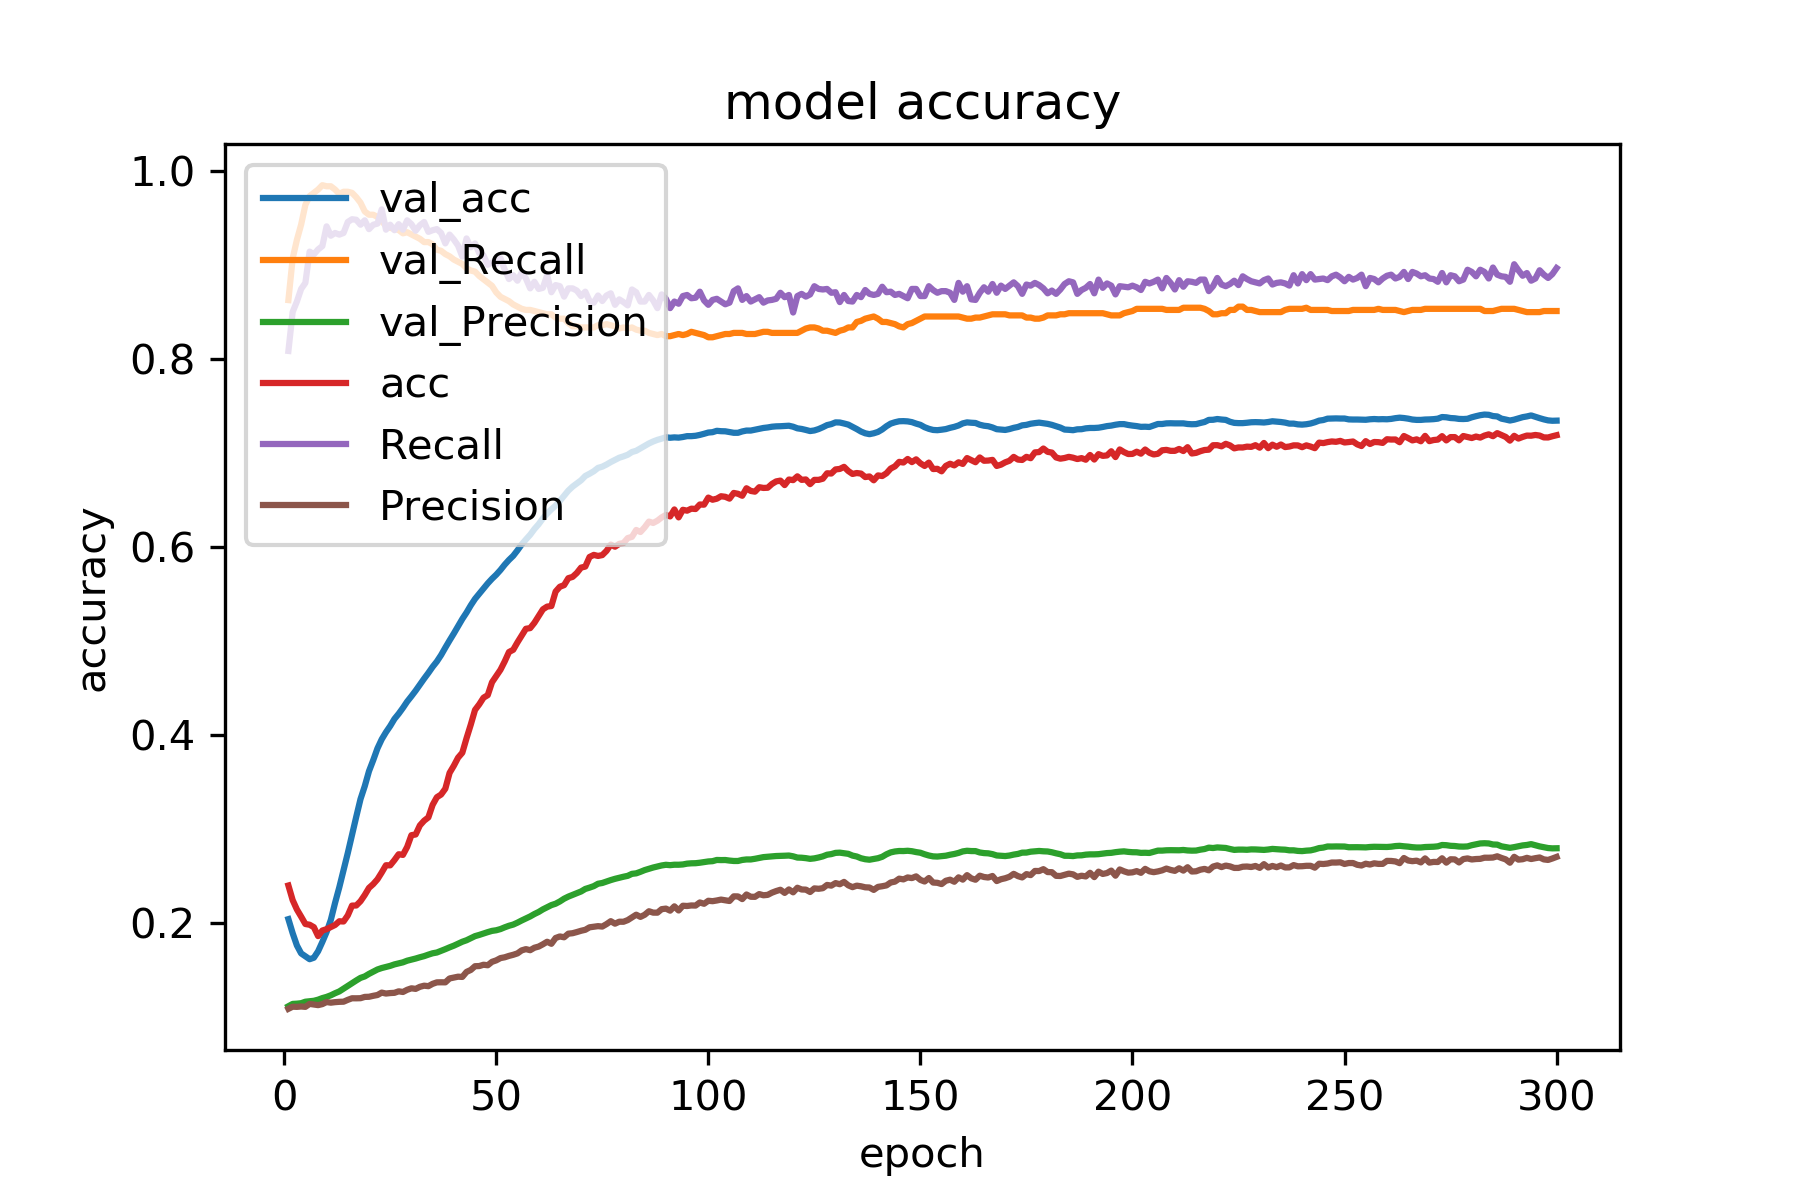 model accuracy
val_acc
val_Recall
val_Precision
acc
Recall
Precision
accuracy
1.0
0.8
0.6
0.4
0.2
0 50 100 150 200 250 300
epoch